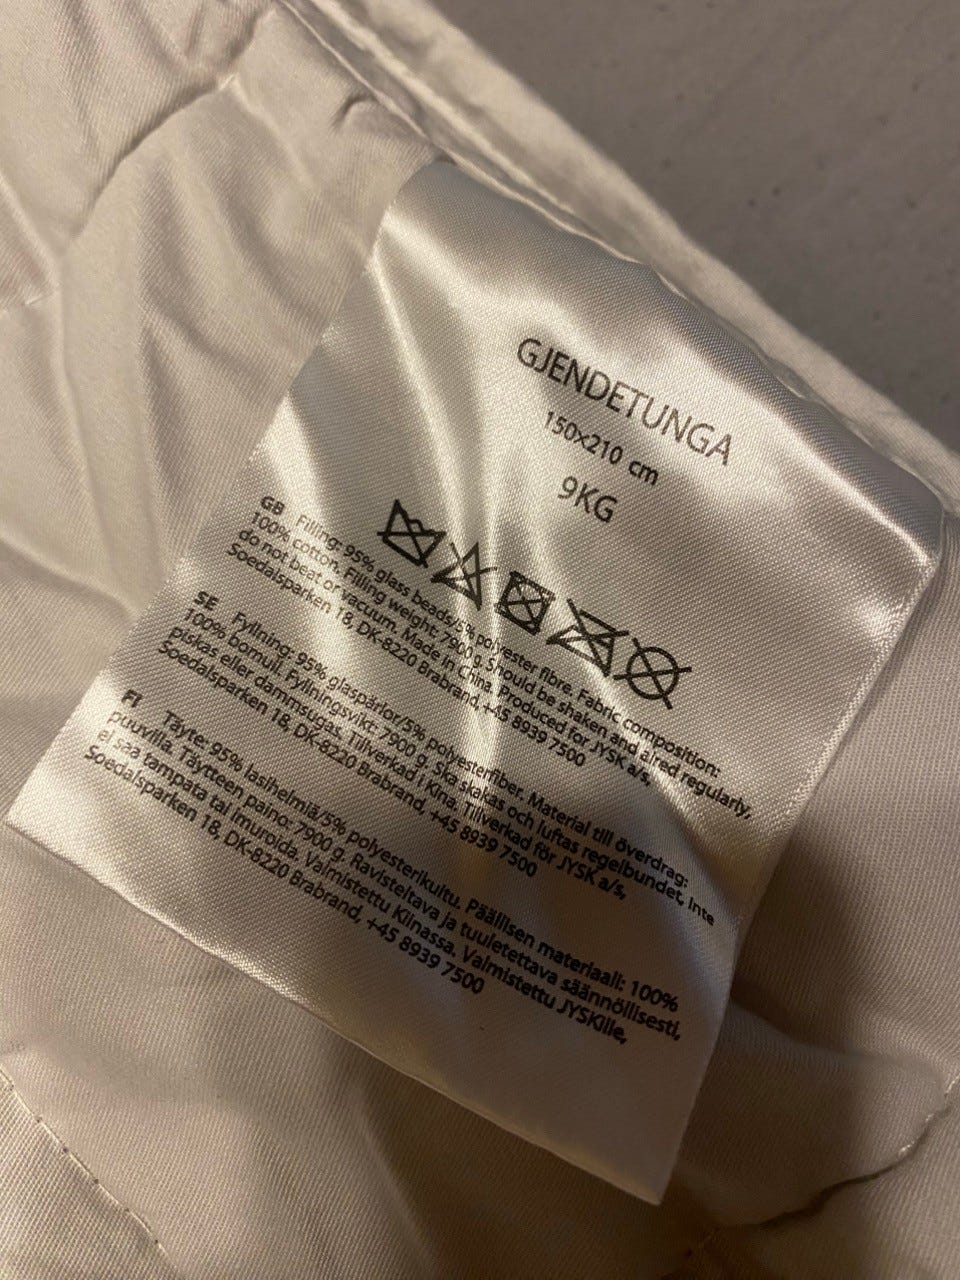 GJENDETUNGA
150x210 cm
9KG
GB Filling: 95% glass beads/5% polyester fibre. Fabric composition:
100% cotton. Filling weight: 7900 g. Should be shaken and aired regularly,
do not beat or vacuum. Made in China. Produced for JYSK a/s,
Soedalsparken 18, DK-8220 Brabrand, +45 8939 7500
SE Fyllning: 95% glaspärlor/5% polyesterfiber. Material till överdrag:
100% bomull. Fyllningsvikt: 7900 g. Ska skakas och luftas regelbundet, inte
piskas eller dammsugas. Tillverkad i Kina. Tillverkad för JYSK a/s,
Soedalsparken 18, DK-8220 Brabrand, +45 8939 7500
FI Täyte: 95% lasihelmiä/5% polyesterikuitu. Päällisen materiaali: 100%
puuvilla. Täytteen paino: 7900 g. Ravisteltava ja tuuletettava säännöllisesti,
ei saa tampata tai imuroida. Valmistettu Kiinassa. Valmistettu JYSKille,
Soedalsparken 18, DK-8220 Brabrand, +45 8939 7500